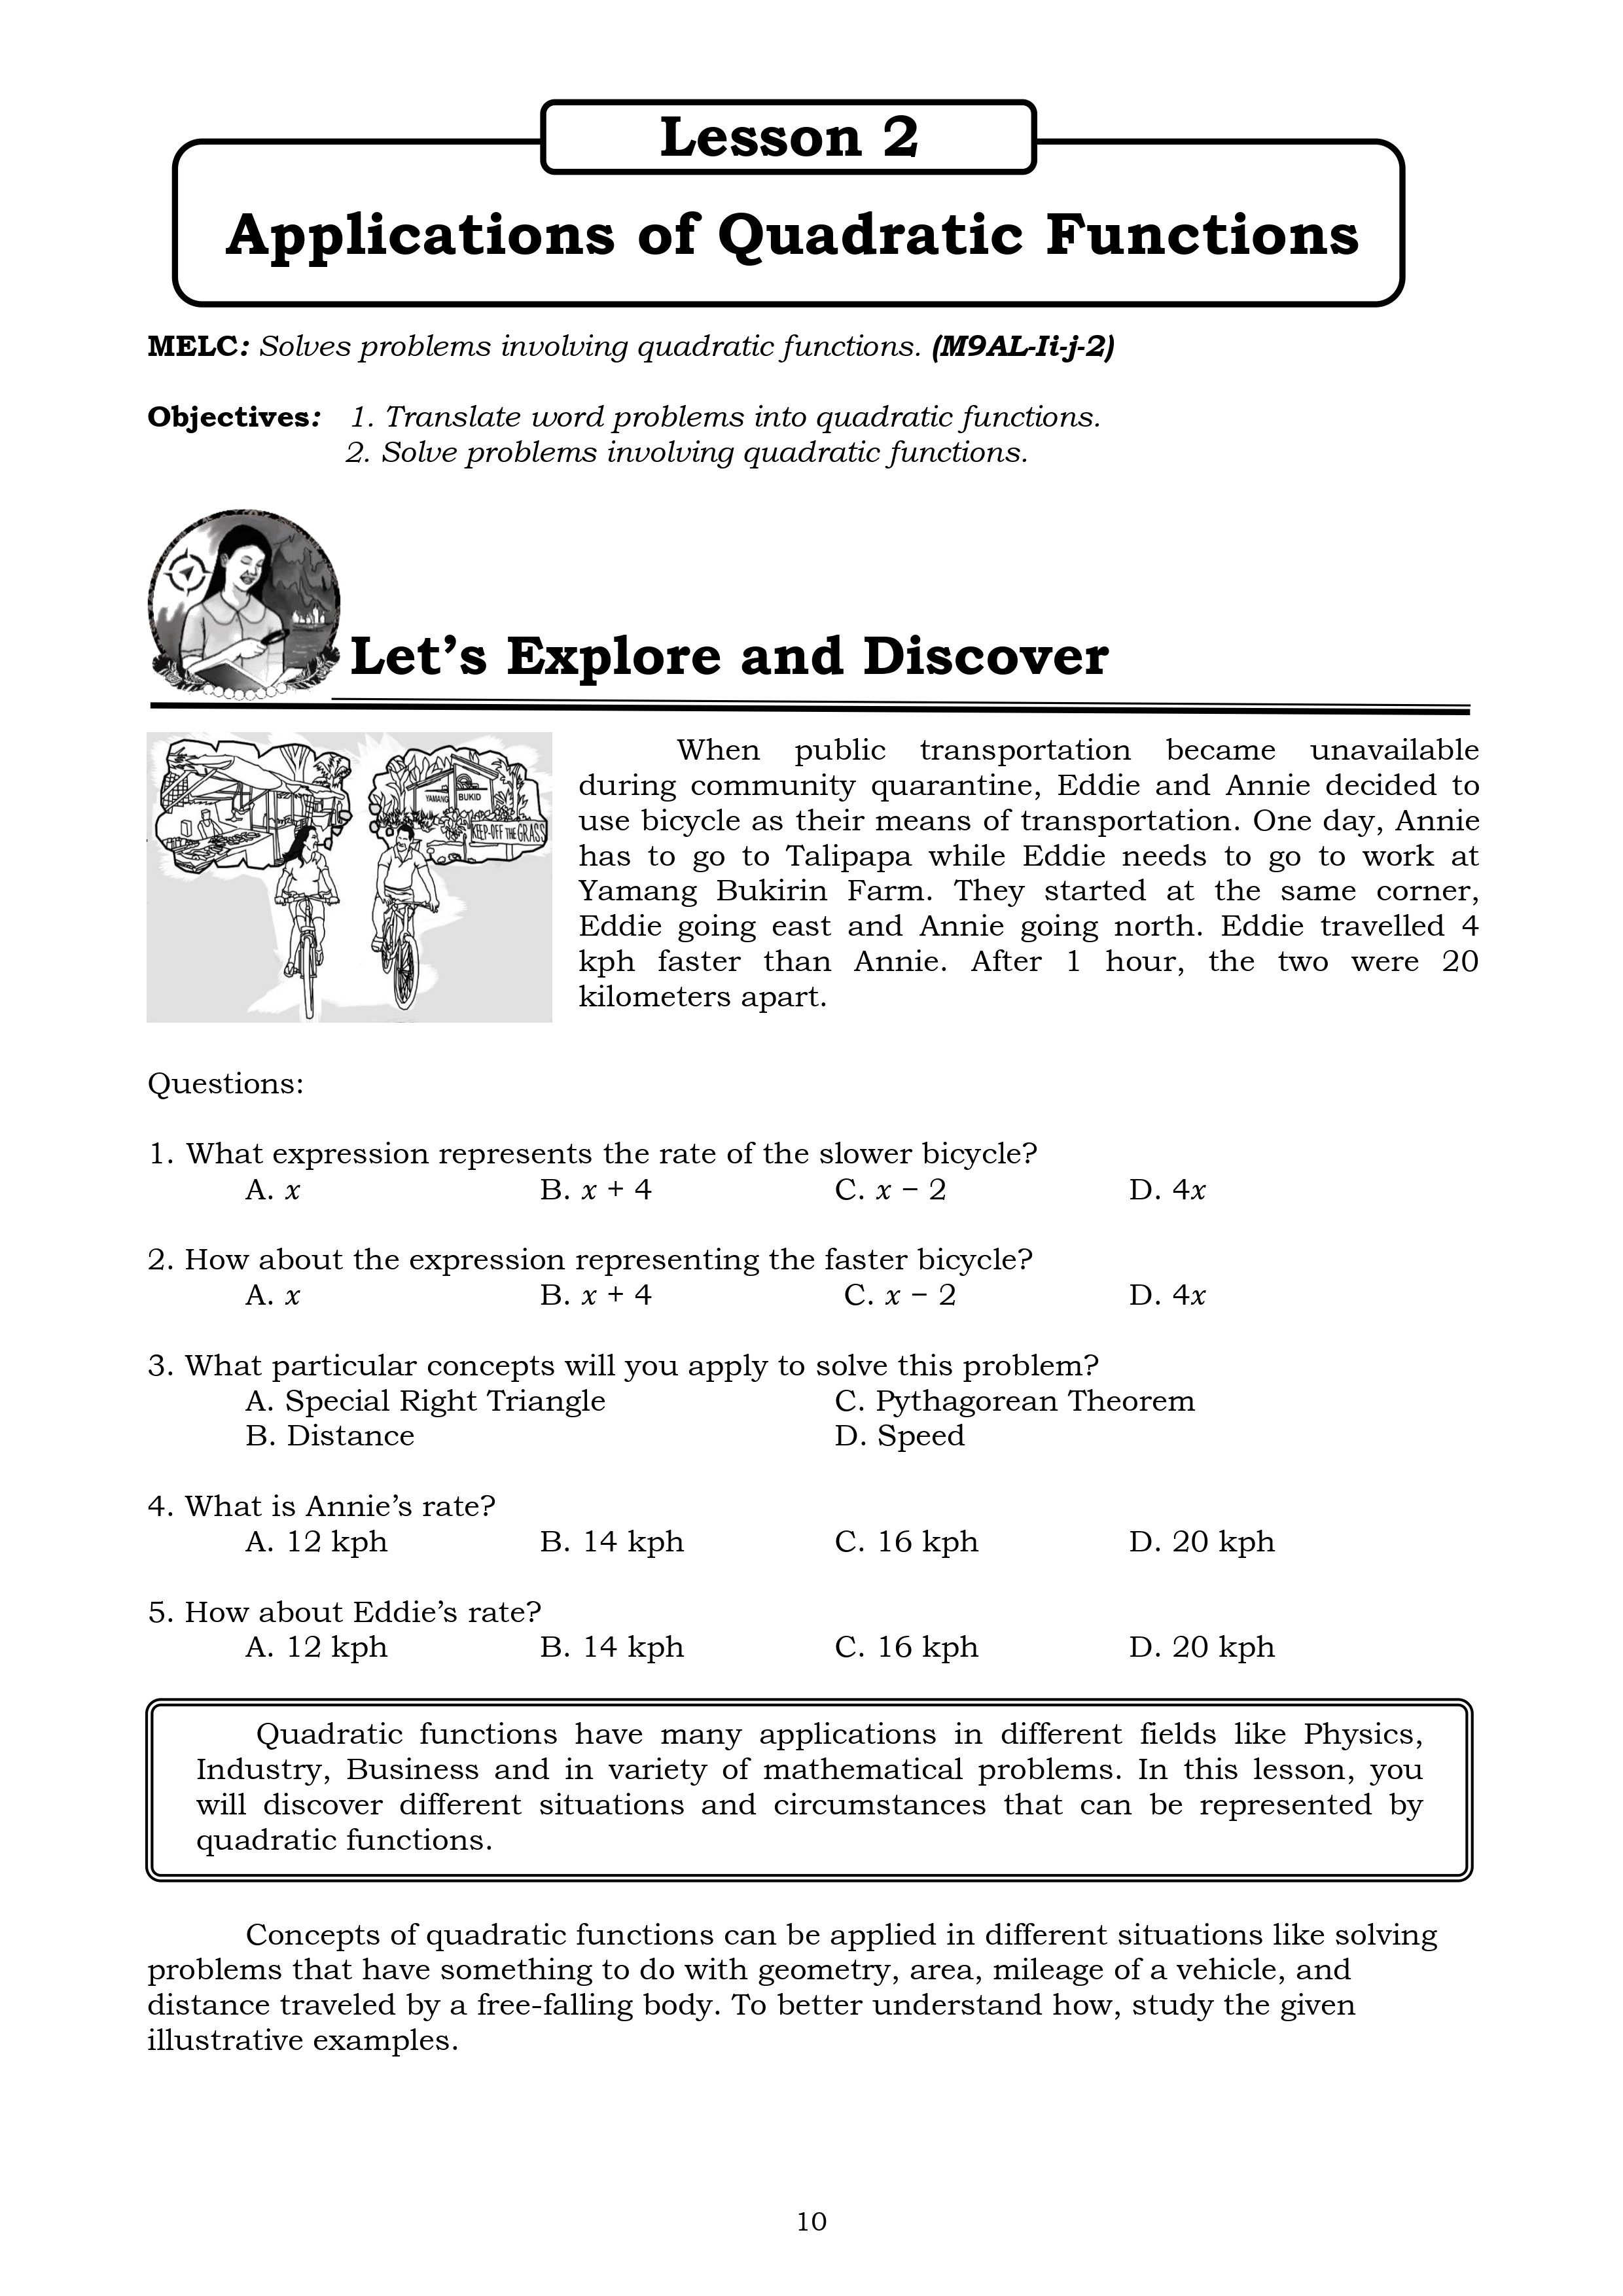 Lesson 2
Applications of Quadratic Functions
MELC: Solves problems involving quadratic functions. (M9AL-Ii-j-2)
Objectives: 1. Translate word problems into quadratic functions.
2. Solve problems involving quadratic functions.
Let’s Explore and Discover
YAMANG BUKID
KEEP-OFF THE GRASS
When public transportation became unavailable
during community quarantine, Eddie and Annie decided to
use bicycle as their means of transportation. One day, Annie
has to go to Talipapa while Eddie needs to go to work at
Yamang Bukirin Farm. They started at the same corner,
Eddie going east and Annie going north. Eddie travelled 4
kph faster than Annie. After 1 hour, the two were 20
kilometers apart.
Questions:
1. What expression represents the rate of the slower bicycle?
A. x B. x + 4 C. x − 2 D. 4x
2. How about the expression representing the faster bicycle?
A. x B. x + 4 C. x − 2 D. 4x
3. What particular concepts will you apply to solve this problem?
A. Special Right Triangle C. Pythagorean Theorem
B. Distance D. Speed
4. What is Annie’s rate?
A. 12 kph B. 14 kph C. 16 kph D. 20 kph
5. How about Eddie’s rate?
A. 12 kph B. 14 kph C. 16 kph D. 20 kph
Quadratic functions have many applications in different fields like Physics,
Industry, Business and in variety of mathematical problems. In this lesson, you
will discover different situations and circumstances that can be represented by
quadratic functions.
Concepts of quadratic functions can be applied in different situations like solving
problems that have something to do with geometry, area, mileage of a vehicle, and
distance traveled by a free-falling body. To better understand how, study the given
illustrative examples.
10